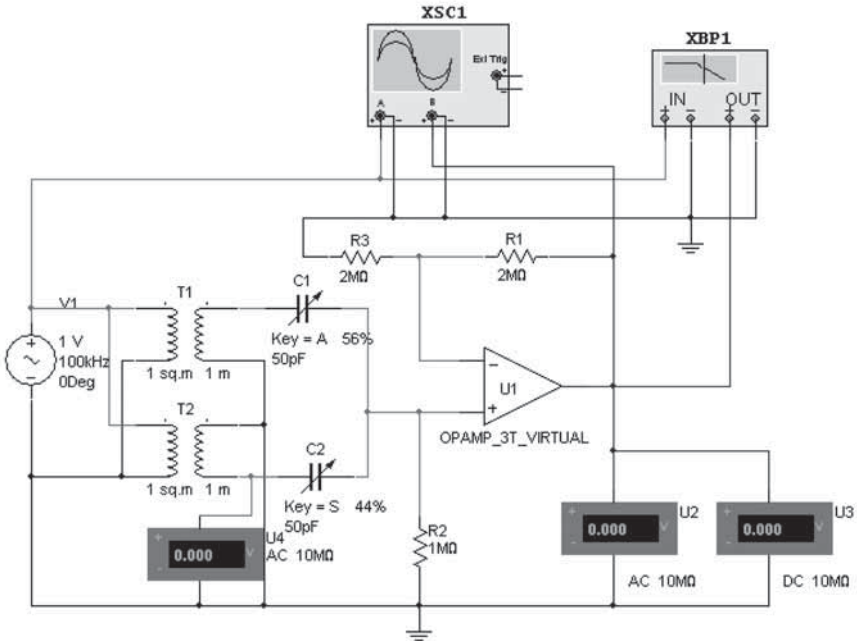 XSC1
XBP1
Ext Trig
+
-
A
B
+ - + -
IN OUT
+ - + -
R3
2MΩ
R1
2MΩ
V1
1 V
100kHz
0Deg
+
-
T1
1 sq.m 1 m
C1
Key = A 56%
50pF
T2
1 sq.m 1 m
C2
Key = S 44%
50pF
-
+
U1
OPAMP_3T_VIRTUAL
R2
1MΩ
+
-
0.000 V
U4
AC 10MΩ
+
-
0.000 V
U2
AC 10MΩ
+
-
0.000 V
U3
DC 10MΩ